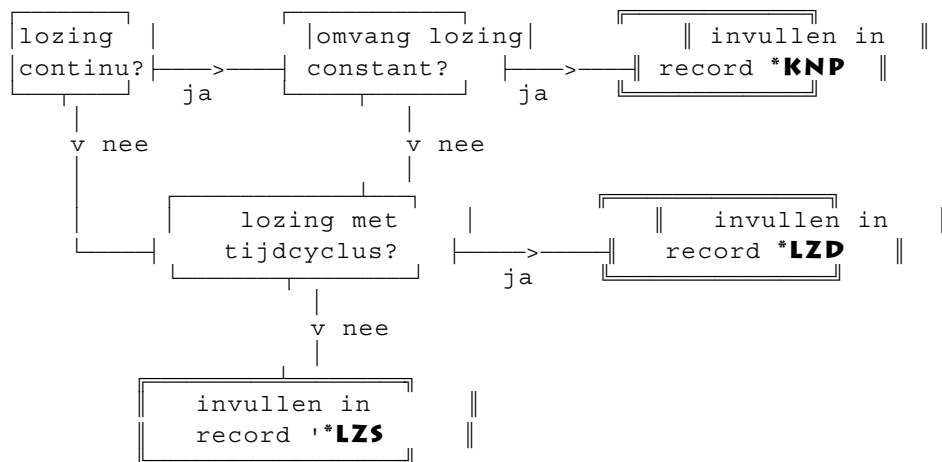 lozing omvang lozing invullen in
continu? > constant? > record *KNP
ja ja
v nee v nee
lozing met invullen in
tijdcyclus? > record *LZD
ja
v nee
invullen in
record '*LZS